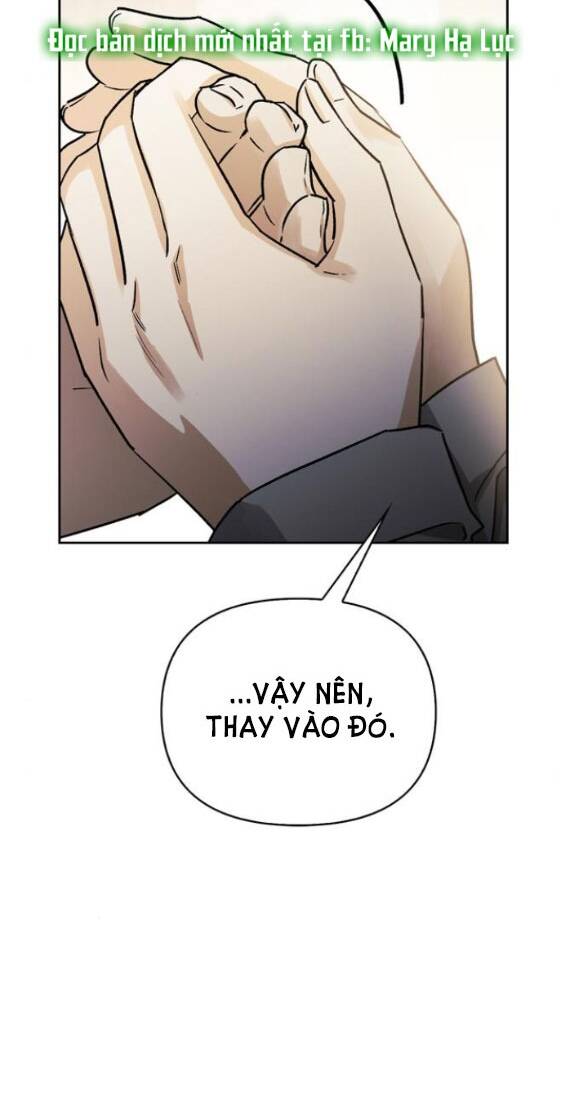 Đọc bản dịch mới nhất tại fb: Mary Hạ Lục
...VẬY NÊN,
THAY VÀO ĐÓ.